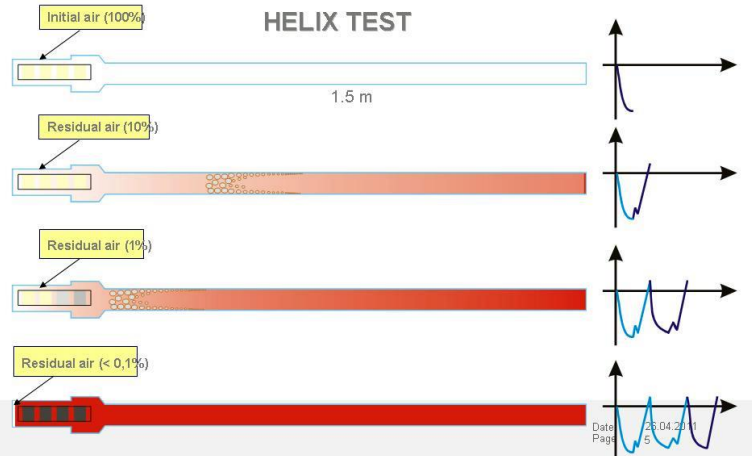 HELIX TEST
Initial air (100%)
1.5 m
Residual air (10%)
Residual air (1%)
Residual air (< 0,1%)
Date 26.04.2011
Page 5